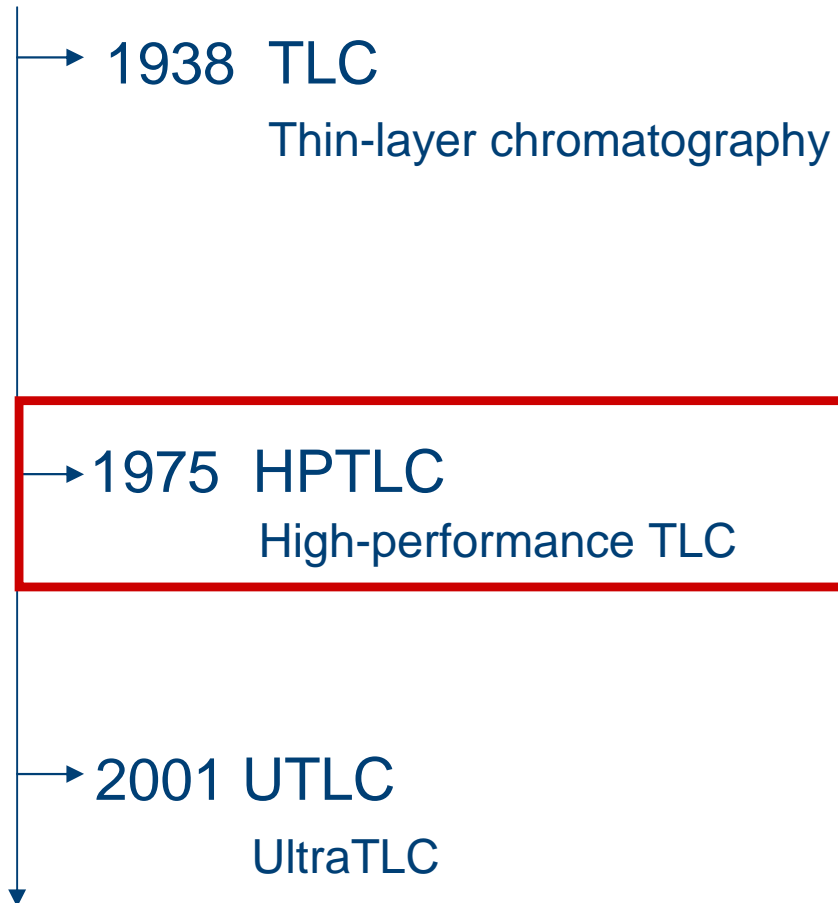 1938 TLC
Thin-layer chromatography
1975 HPTLC
High-performance TLC
2001 UTLC
UltraTLC